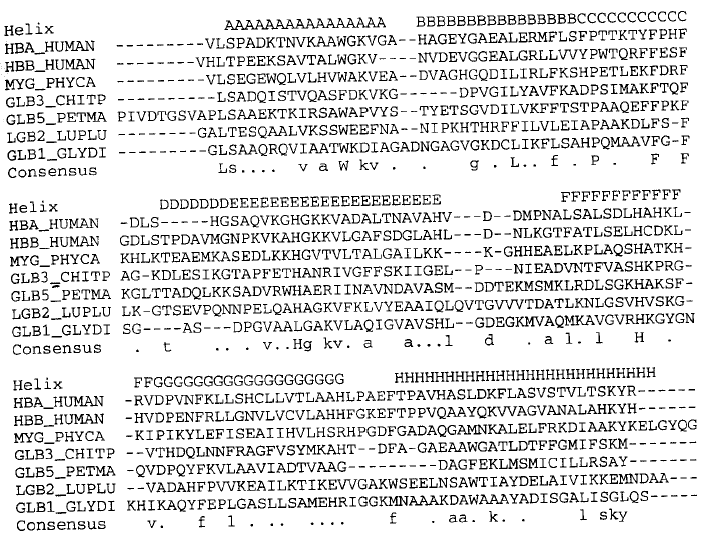 Helix AAAAAAAAAAAAAAAA BBBBBBBBBBBBBBBBCCCCCCCCCCC
HBA_HUMAN ---------VLSPADKTNVKAAWGKVGA--HAGEYGAEALERMFLSFPTTKTYFPHF
HBB_HUMAN --------VHLTPEEKSAVTALWGKV----NVDEVGGEALGRLLVVYPWTQRFFESF
MYG_PHYCA ---------VLSEGEWQLVLHVWAKVEA--DVAGHGQDILIRLFKSHPETLEKFDRF
GLB3_CHITP ----------LSADQISTVQASFDKVKG------DPVGILYAVFKADPSIMAKFTQF
GLB5_PETMA PIVDTGSVAPLSAAEKTKIRSAWAPVYS--TYETSGVDILVKFFTSTPAAQEFFPKF
LGB2_LUPLU --------GALTESQAALVKSSWEEFNA--NIPKHTHRFFILVLEIAPAAKDLFS-F
GLB1_GLYDI ---------GLSAAQRQVIAATWKDIAGADNGAGVGKDCLIKFLSAHPQMAAVFG-F
Consensus Ls.... v a W kv . . g . L.. f . P . F F
Helix DDDDDDDEEEEEEEEEEEEEEEEEEEEE FFFFFFFFFFFF
HBA_HUMAN -DLS-----HGSAQVKGHGKKVADALTNAVAHV---D--DMPNALSALSDLHAHKL-
HBB_HUMAN GDLSTPDAVMGNPKVKAHGKKVLGAFSDGLAHL---D--NLKGTFATLSELHCDKL-
MYG_PHYCA KHLKTEAEMKASEDLKKHGVTVLTALGAILKK----K-GHHEAELKPLAQSHATKH-
GLB3_CHITP AG-KDLESIKGTAPFETHANRIVGFFSKIIGEL--P---NIEADVNTFVASHKPRG-
GLB5_PETMA KGLTTADQLKKSADVRWHAERIINAVNDAVASM--DDTEKMSMKLRDLSGKHAKSF-
LGB2_LUPLU LK-GTSEVPQNNPELQAHAGKVFKLVYEAAIQLQVTGVVVTDATLKNLGSVHVSKG-
GLB1_GLYDI SG----AS---DPGVAALGAKVLAQIGVAVSHL--GDEGKMVAQMKAVGVRHKGYGN
Consensus . t .. . v..Hg kv. a a...l d . a l. l H .
Helix FFGGGGGGGGGGGGGGGGGGG HHHHHHHHHHHHHHHHHHHHHHHHHH
HBA_HUMAN -RVDPVNFKLLSHCLLVTLAAHLPAEFTPAVHASLDKFLASVSTVLTSKYR------
HBB_HUMAN -HVDPENFRLLGNVLVCVLAHHFGKEFTPPVQAAYQKVVAGVANALAHKYH------
MYG_PHYCA -KIPIKYLEFISEAIIHVLHSRHPGDFGADAQGAMNKALELFRKDIAAKYKELGYQG
GLB3_CHITP --VTHDQLNNFRAGFVSYMKAHT--DFA-GAEAAWGATLDTFFGMIFSKM-------
GLB5_PETMA -QVDPQYFKVLAAVIADTVAAG---------DAGFEKLMSMICILLRSAY-------
LGB2_LUPLU --VADAHFPVVKEAILKTIKEVVGAKWSEELNSAWTIAYDELAIVIKKEMNDAA---
GLB1_GLYDI KHIKAQYFEPLGASLLSAMEHRIGGKMNAAAKDAWAAAYADISGALISGLQS-----
Consensus v. f l . .. .... f . aa. k. . l sky